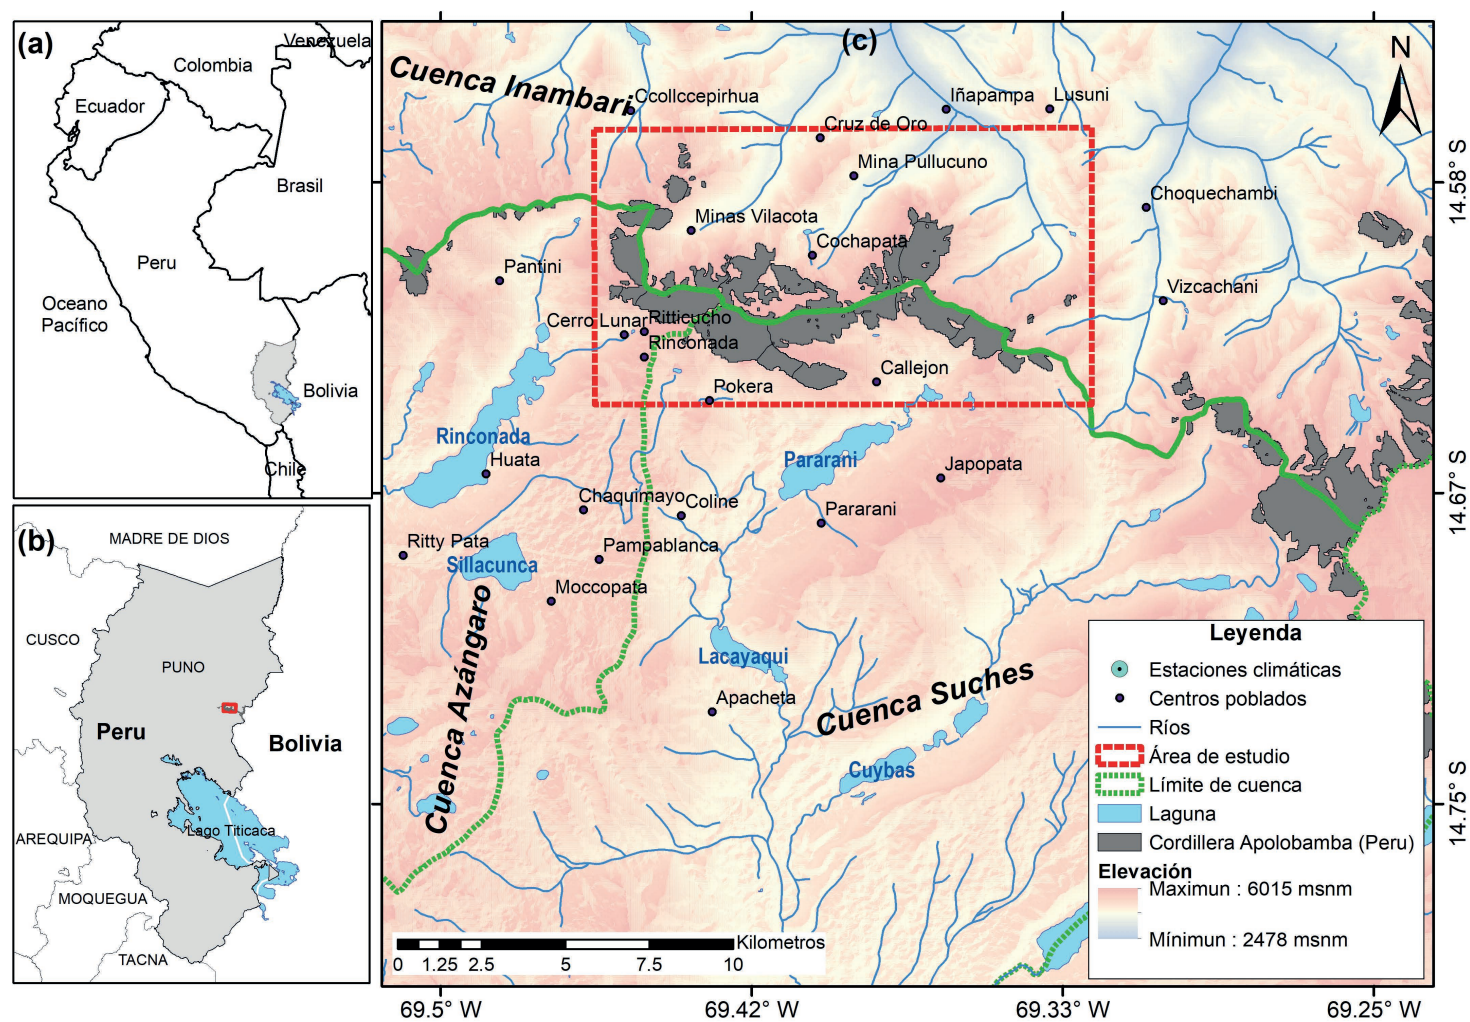 (a)
Venezuela
Colombia
Ecuador
Brasil
Peru
Oceano
Pacífico
Bolivia
Chile
(b)
MADRE DE DIOS
CUSCO
PUNO
Peru
Bolivia
Lago Titicaca
AREQUIPA
MOQUEGUA
TACNA
(c)
N
Cuenca Inambari
Ccollccepirhua
Iñapampa
Lusuni
Cruz de Oro
Mina Pullucuno
Choquechambi
Minas Vilacota
Cochapata
Pantini
Vizcachani
Cerro Lunar
Ritticucho
Rinconada
Callejon
Pokera
Rinconada
Huata
Pararani
Japopata
Chaquimayo
Coline
Pararani
Ritty Pata
Sillacunca
Pampablanca
Moccopata
Cuenca Azángaro
Lacayaqui
Apacheta
Cuenca Suches
Cuybas
Leyenda
Estaciones climáticas
Centros poblados
Ríos
Área de estudio
Límite de cuenca
Laguna
Cordillera Apolobamba (Peru)
Elevación
Maximun : 6015 msnm
Mínimun : 2478 msnm
Kilometros
0 1.25 2.5 5 7.5 10
69.5° W 69.42° W 69.33° W 69.25° W
14.58° S
14.67° S
14.75° S